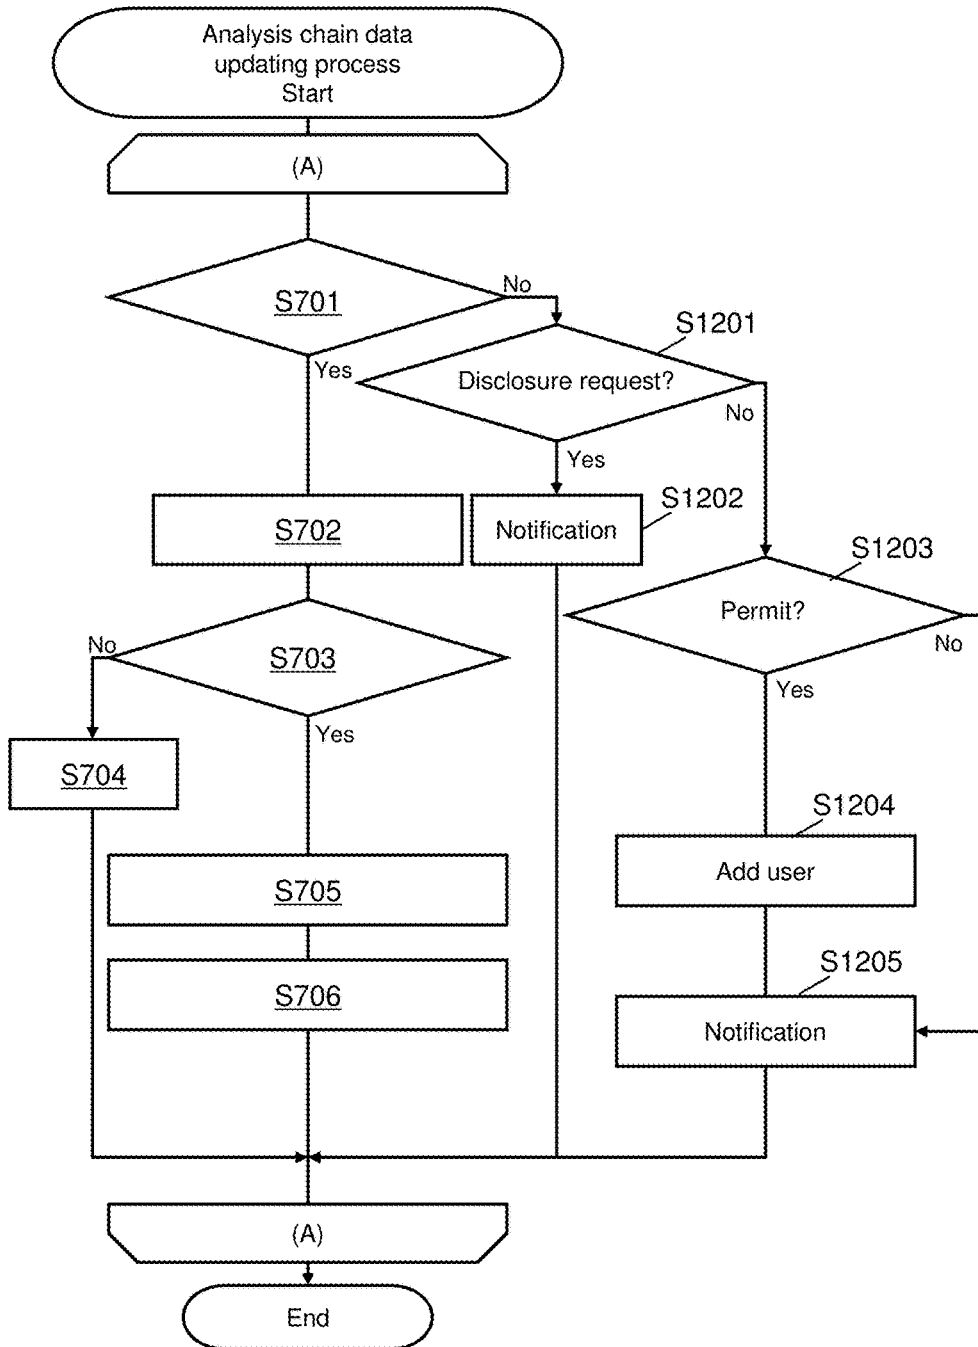 Analysis chain data
updating process
Start
(A)
S701
No
Yes
S1201
Disclosure request?
No
Yes
S702
S1202
Notification
S1203
Permit?
No
Yes
S703
No
Yes
S704
S1204
Add user
S705
S1205
Notification
S706
(A)
End